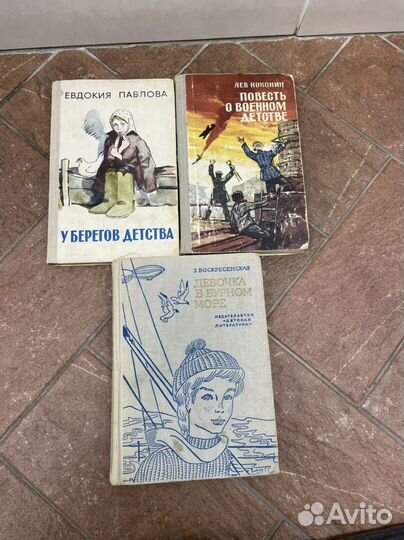 ЕВДОКИЯ ПАВЛОВА
У БЕРЕГОВ ДЕТСТВА
ЛЕВ КОКОНИН
ПОВЕСТЬ
О ВОЕННОМ
ДЕТСТВЕ
З. ВОСКРЕСЕНСКАЯ
ДЕВОЧКА
В БУРНОМ
МОРЕ
ИЗДАТЕЛЬСТВО
«ДЕТСКАЯ
ЛИТЕРАТУРА»
Avito